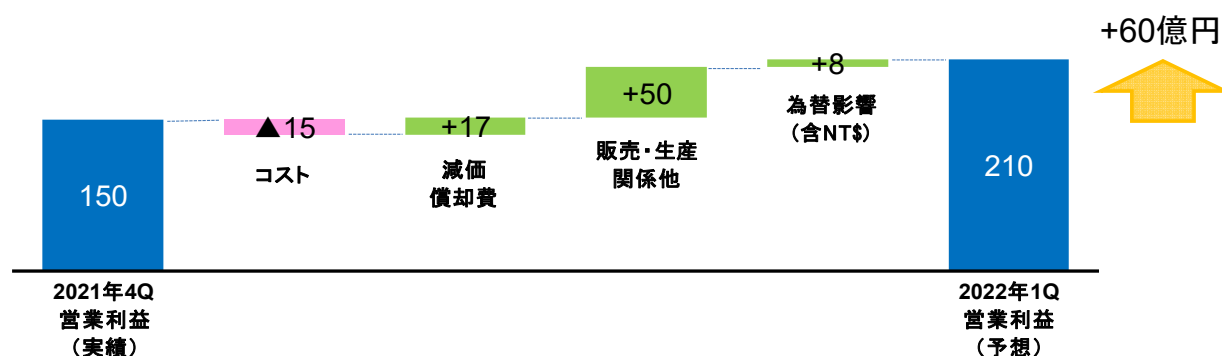 +60億円
150
▲15
+17
+50
+8
210
コスト
減価
償却費
販売・生産
関係他
為替影響
（含NT$）
2021年4Q
営業利益
（実績）
2022年1Q
営業利益
（予想）